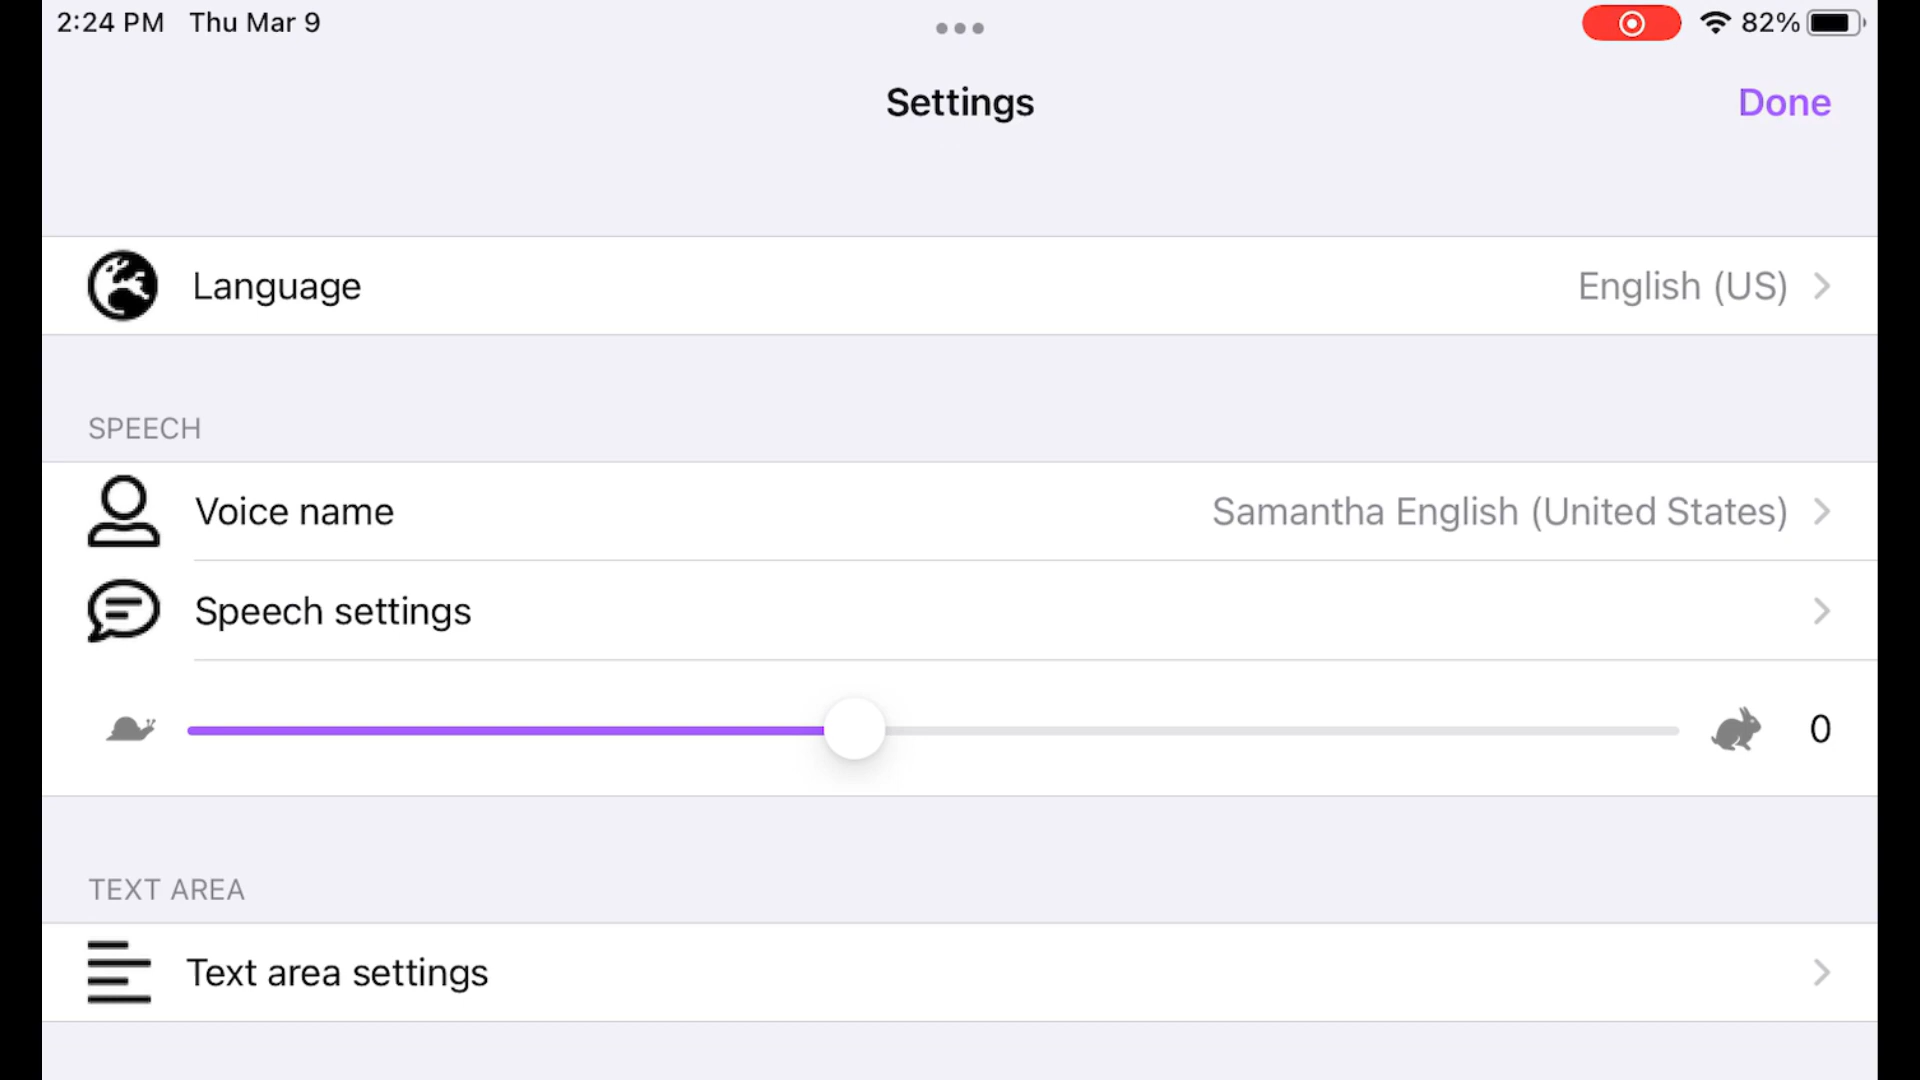 2:24 PM Thu Mar 9
82%
Settings
Done
Language
English (US)
SPEECH
Voice name
Samantha English (United States)
Speech settings
0
TEXT AREA
Text area settings